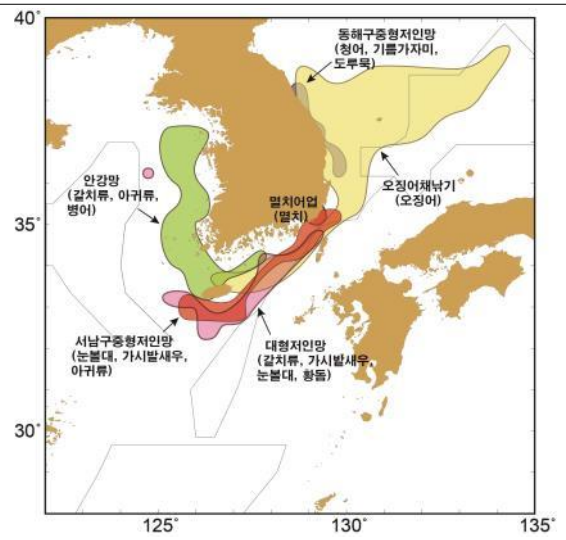 40°
동해구중형저인망
(청어, 기름가자미,
도루묵)
안강망
(갈치류, 아귀류,
병어)
오징어채낚기
(오징어)
멸치어업
(멸치)
35°
서남구중형저인망
(눈볼대, 가시발새우,
아귀류)
대형저인망
(갈치류, 가시발새우,
눈볼대, 황돔)
30°
125°
130°
135°